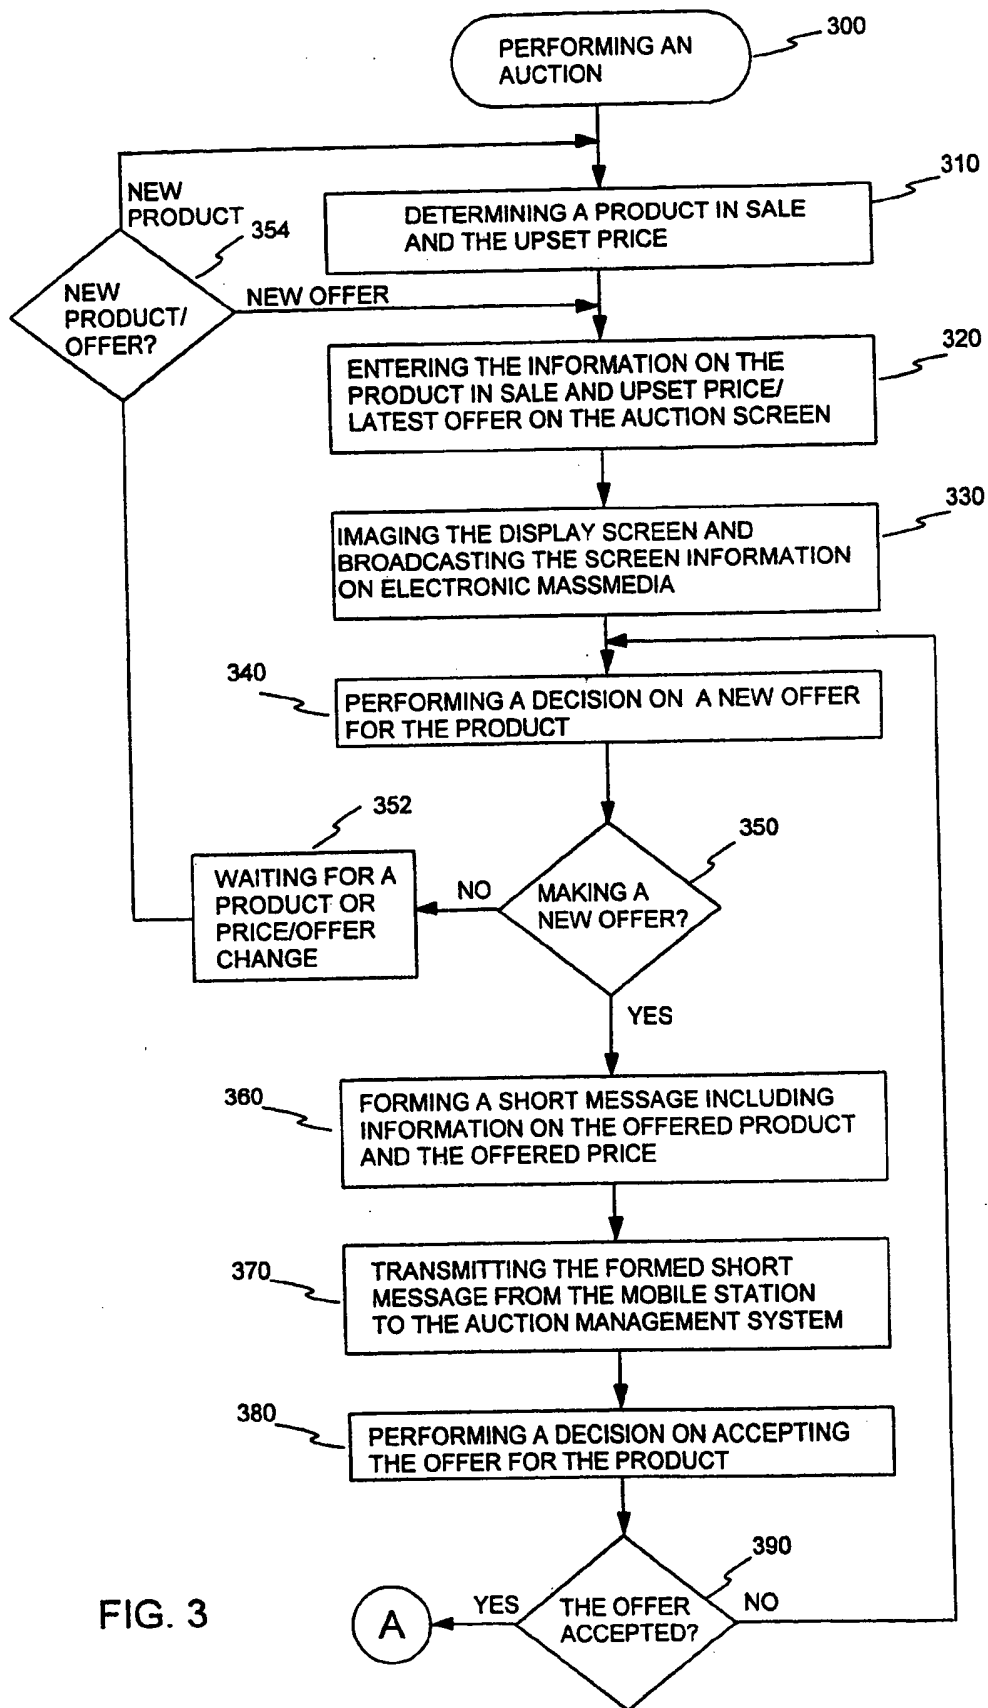 PERFORMING AN
AUCTION
300
NEW
PRODUCT
310
DETERMINING A PRODUCT IN SALE
AND THE UPSET PRICE
354
NEW
PRODUCT/
OFFER?
NEW OFFER
320
ENTERING THE INFORMATION ON THE
PRODUCT IN SALE AND UPSET PRICE/
LATEST OFFER ON THE AUCTION SCREEN
330
IMAGING THE DISPLAY SCREEN AND
BROADCASTING THE SCREEN INFORMATION
ON ELECTRONIC MASSMEDIA
340
PERFORMING A DECISION ON A NEW OFFER
FOR THE PRODUCT
352
350
WAITING FOR A
PRODUCT OR
PRICE/OFFER
CHANGE
NO
MAKING A
NEW OFFER?
YES
360
FORMING A SHORT MESSAGE INCLUDING
INFORMATION ON THE OFFERED PRODUCT
AND THE OFFERED PRICE
370
TRANSMITTING THE FORMED SHORT
MESSAGE FROM THE MOBILE STATION
TO THE AUCTION MANAGEMENT SYSTEM
380
PERFORMING A DECISION ON ACCEPTING
THE OFFER FOR THE PRODUCT
390
FIG. 3
A
YES
THE OFFER
ACCEPTED?
NO